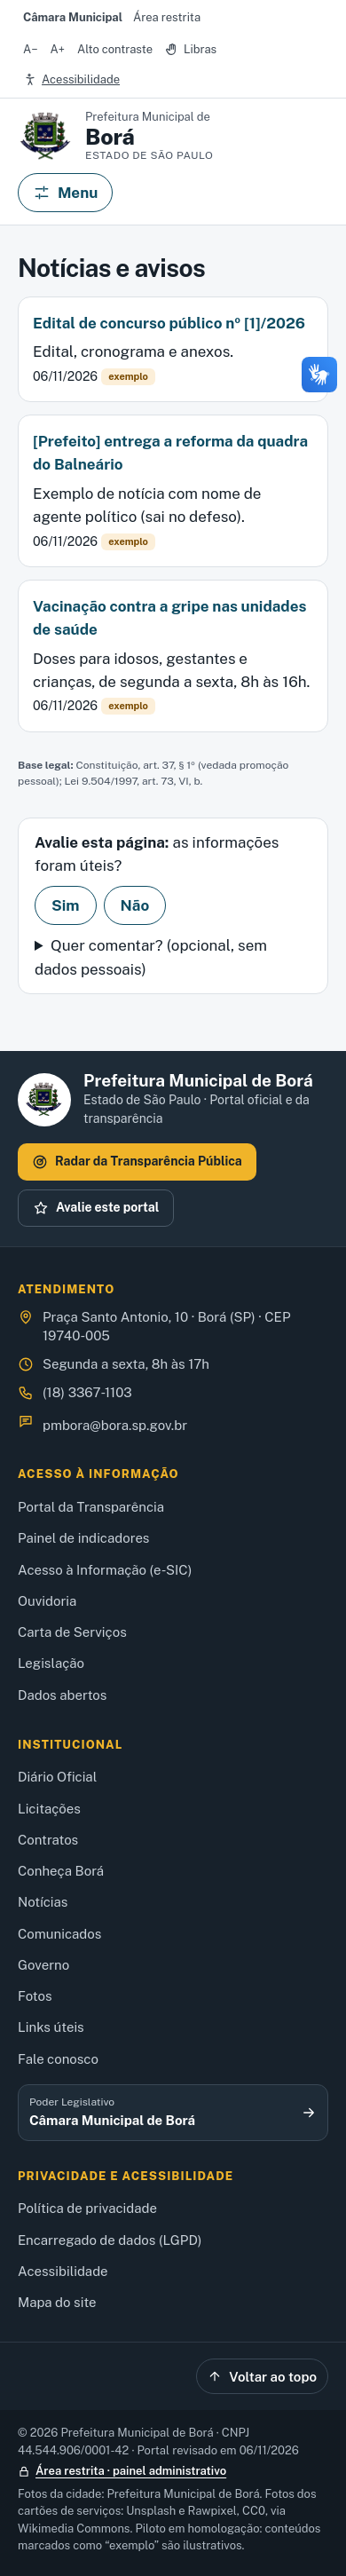 Câmara Municipal Área restrita
A− A+ Alto contraste Libras
Acessibilidade
Prefeitura Municipal de
Borá
ESTADO DE SÃO PAULO
Menu
Notícias e avisos
Edital de concurso público nº [1]/2026
Edital, cronograma e anexos.
06/11/2026 exemplo
[Prefeito] entrega a reforma da quadra
do Balneário
Exemplo de notícia com nome de
agente político (sai no defeso).
06/11/2026 exemplo
Vacinação contra a gripe nas unidades
de saúde
Doses para idosos, gestantes e
crianças, de segunda a sexta, 8h às 16h.
06/11/2026 exemplo
Base legal: Constituição, art. 37, § 1º (vedada promoção
pessoal); Lei 9.504/1997, art. 73, VI, b.
Avalie esta página: as informações
foram úteis?
Sim Não
Quer comentar? (opcional, sem
dados pessoais)
Prefeitura Municipal de Borá
Estado de São Paulo · Portal oficial e da
transparência
Radar da Transparência Pública
Avalie este portal
ATENDIMENTO
Praça Santo Antonio, 10 · Borá (SP) · CEP
19740-005
Segunda a sexta, 8h às 17h
(18) 3367-1103
pmbora@bora.sp.gov.br
ACESSO À INFORMAÇÃO
Portal da Transparência
Painel de indicadores
Acesso à Informação (e-SIC)
Ouvidoria
Carta de Serviços
Legislação
Dados abertos
INSTITUCIONAL
Diário Oficial
Licitações
Contratos
Conheça Borá
Notícias
Comunicados
Governo
Fotos
Links úteis
Fale conosco
Poder Legislativo
Câmara Municipal de Borá
PRIVACIDADE E ACESSIBILIDADE
Política de privacidade
Encarregado de dados (LGPD)
Acessibilidade
Mapa do site
Voltar ao topo
© 2026 Prefeitura Municipal de Borá · CNPJ
44.544.906/0001-42 · Portal revisado em 06/11/2026
Área restrita · painel administrativo
Fotos da cidade: Prefeitura Municipal de Borá. Fotos dos
cartões de serviços: Unsplash e Rawpixel, CC0, via
Wikimedia Commons. Piloto em homologação: conteúdos
marcados como “exemplo” são ilustrativos.